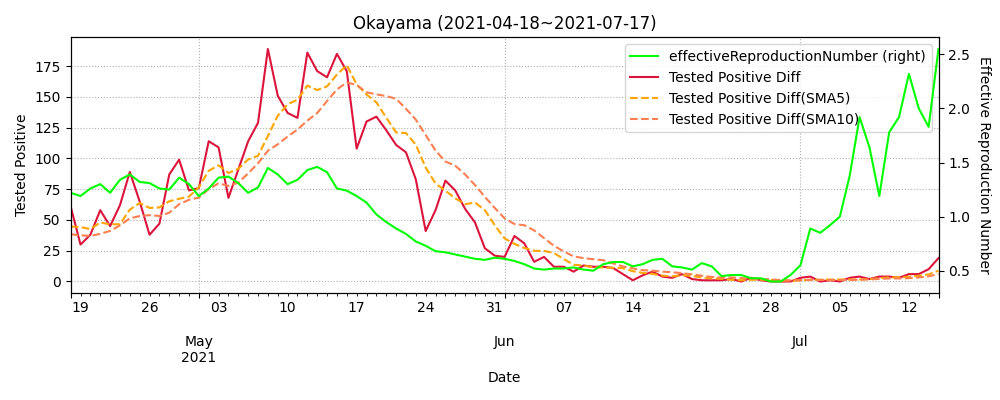 Okayama (2021-04-18~2021-07-17)
effectiveReproductionNumber (right)
Tested Positive Diff
Tested Positive Diff(SMA5)
Tested Positive Diff(SMA10)
Tested Positive
175
150
125
100
75
50
25
0
2.5
2.0
1.5
1.0
0.5
Effective Reproduction Number
19 26 03 10 17 24 31 07 14 21 28 05 12
May Jun Jul
2021
Date